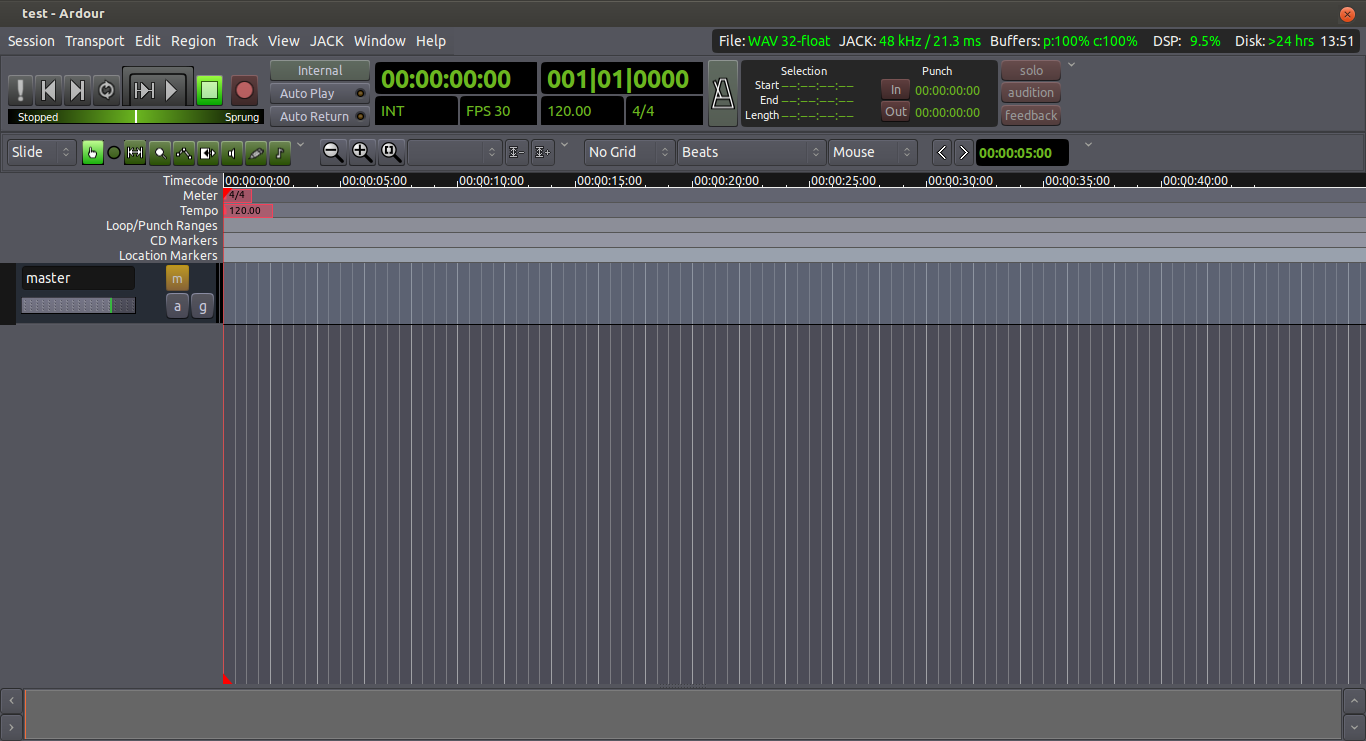 test - Ardour
Session Transport Edit Region Track View JACK Window Help
File: WAV 32-float JACK: 48 kHz / 21.3 ms Buffers: p:100% c:100% DSP: 9.5% Disk: >24 hrs 13:51
Stopped Sprung
Internal
Auto Play
Auto Return
00:00:00:00
INT FPS 30
001|01|0000
120.00 4/4
Selection
Start --:--:--:--
End --:--:--:--
Length --:--:--:--
Punch
In 00:00:00:00
Out 00:00:00:00
solo
audition
feedback
Slide No Grid Beats Mouse 00:00:05:00
Timecode 00:00:00:00 00:00:05:00 00:00:10:00 00:00:15:00 00:00:20:00 00:00:25:00 00:00:30:00 00:00:35:00 00:00:40:00
Meter 4/4
Tempo 120.00
Loop/Punch Ranges
CD Markers
Location Markers
master m
a g